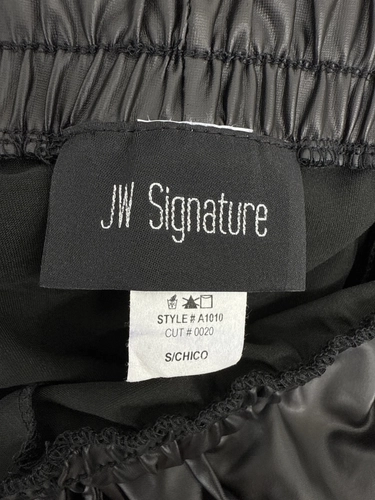 JW Signature
STYLE # A1010
CUT # 0020
S/CHICO